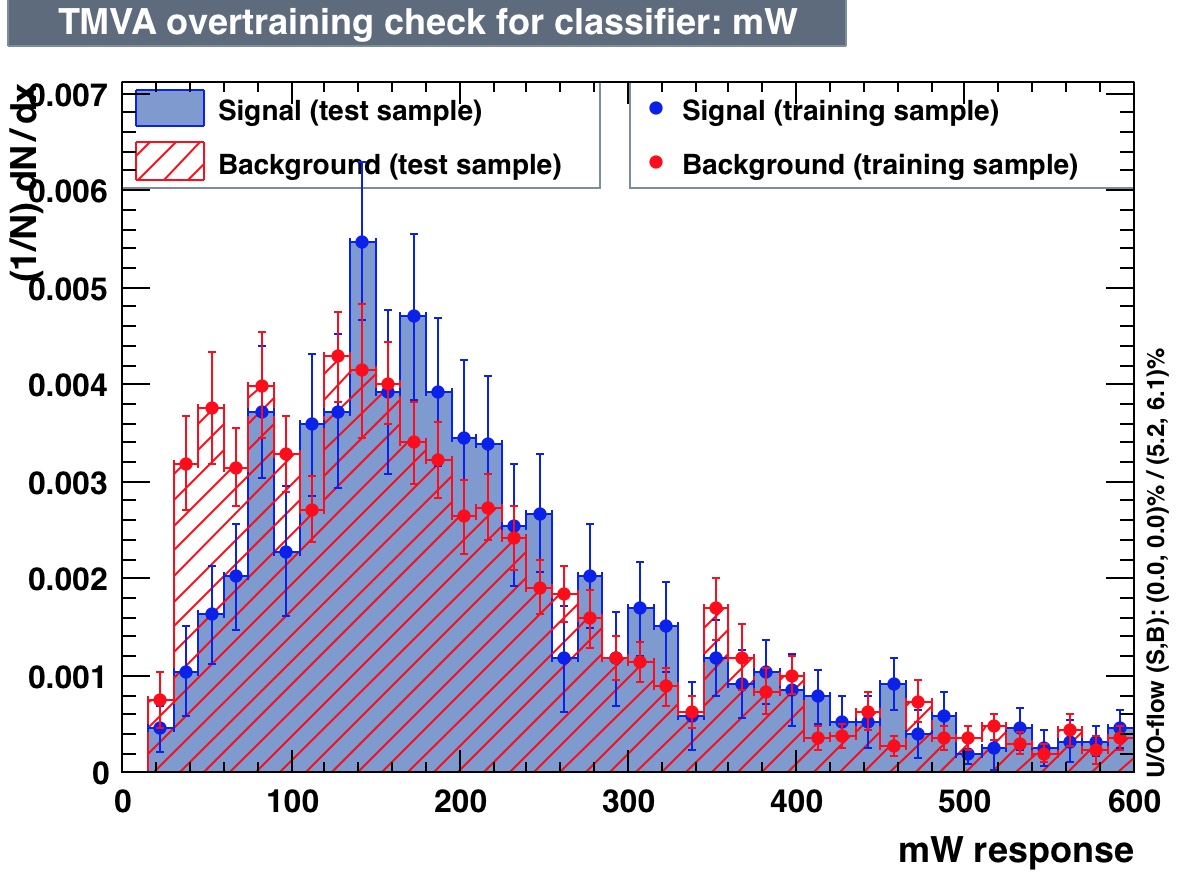 TMVA overtraining check for classifier: mW
(1/N) dN/dx
0.007
0.006
0.005
0.004
0.003
0.002
0.001
0
Signal (test sample)
Background (test sample)
Signal (training sample)
Background (training sample)
0 100 200 300 400 500 600
mW response
U/O-flow (S,B): (0.0, 0.0)% / (5.2, 6.1)%